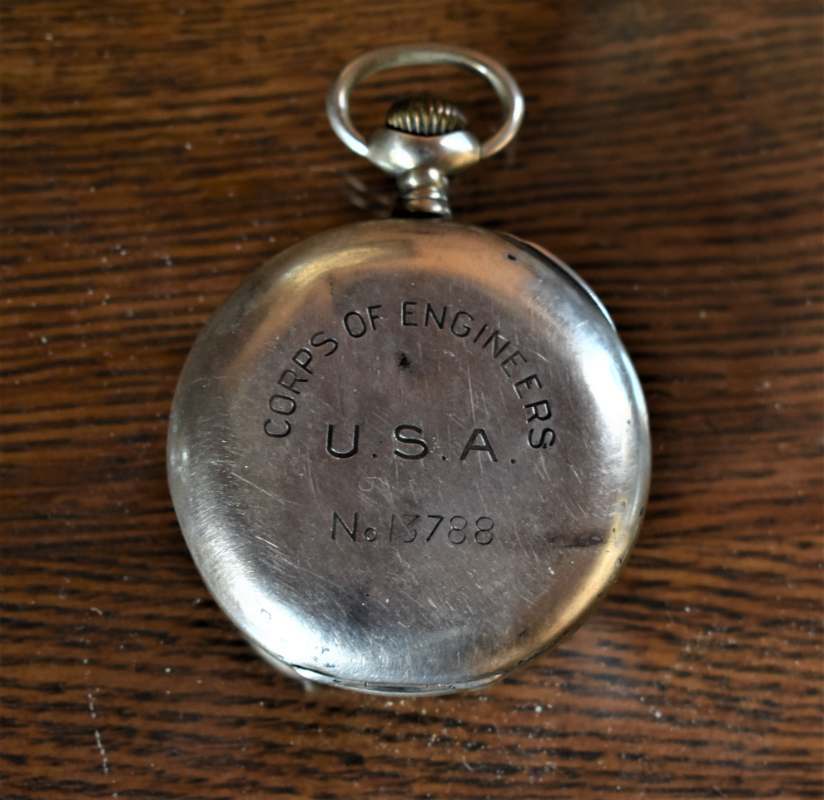 CORPS OF ENGINEERS
U.S.A.
No 13788